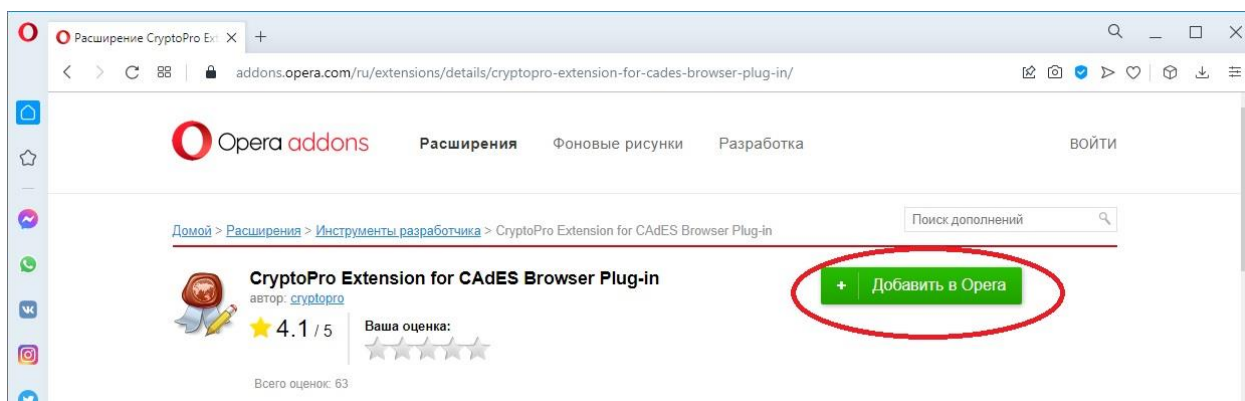 Расширение CryptoPro Ext
addons.opera.com/ru/extensions/details/cryptopro-extension-for-cades-browser-plug-in/
Opera addons
Расширения
Фоновые рисунки
Разработка
ВОЙТИ
Домой > Расширения > Инструменты разработчика > CryptoPro Extension for CAdES Browser Plug-in
Поиск дополнений
CryptoPro Extension for CAdES Browser Plug-in
+ Добавить в Opera
автор: cryptopro
4.1 / 5
Ваша оценка:
Всего оценок: 63